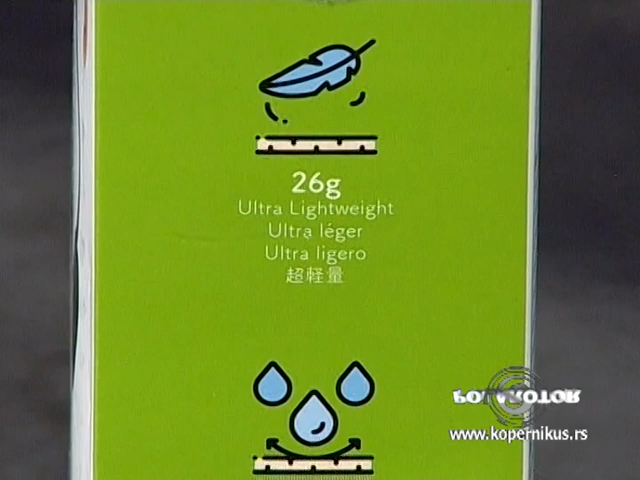 26g
Ultra Lightweight
Ultra léger
Ultra ligero
超軽量
www.kopernikus.rs